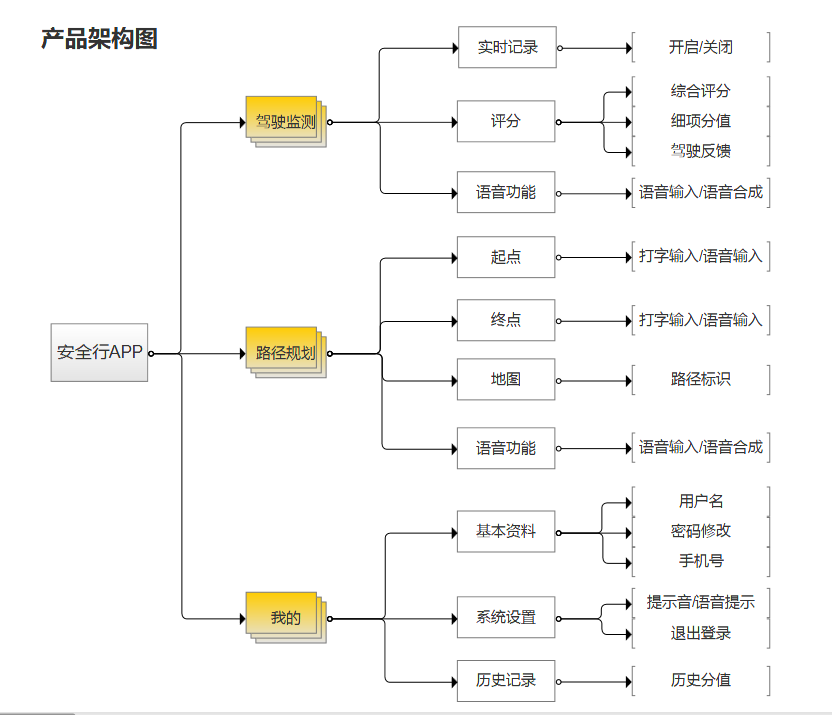 产品架构图
安全行APP
驾驶监测
实时记录
开启/关闭
评分
综合评分
细项分值
驾驶反馈
语音功能
语音输入/语音合成
路径规划
起点
打字输入/语音输入
终点
打字输入/语音输入
地图
路径标识
语音功能
语音输入/语音合成
我的
基本资料
用户名
密码修改
手机号
系统设置
提示音/语音提示
退出登录
历史记录
历史分值